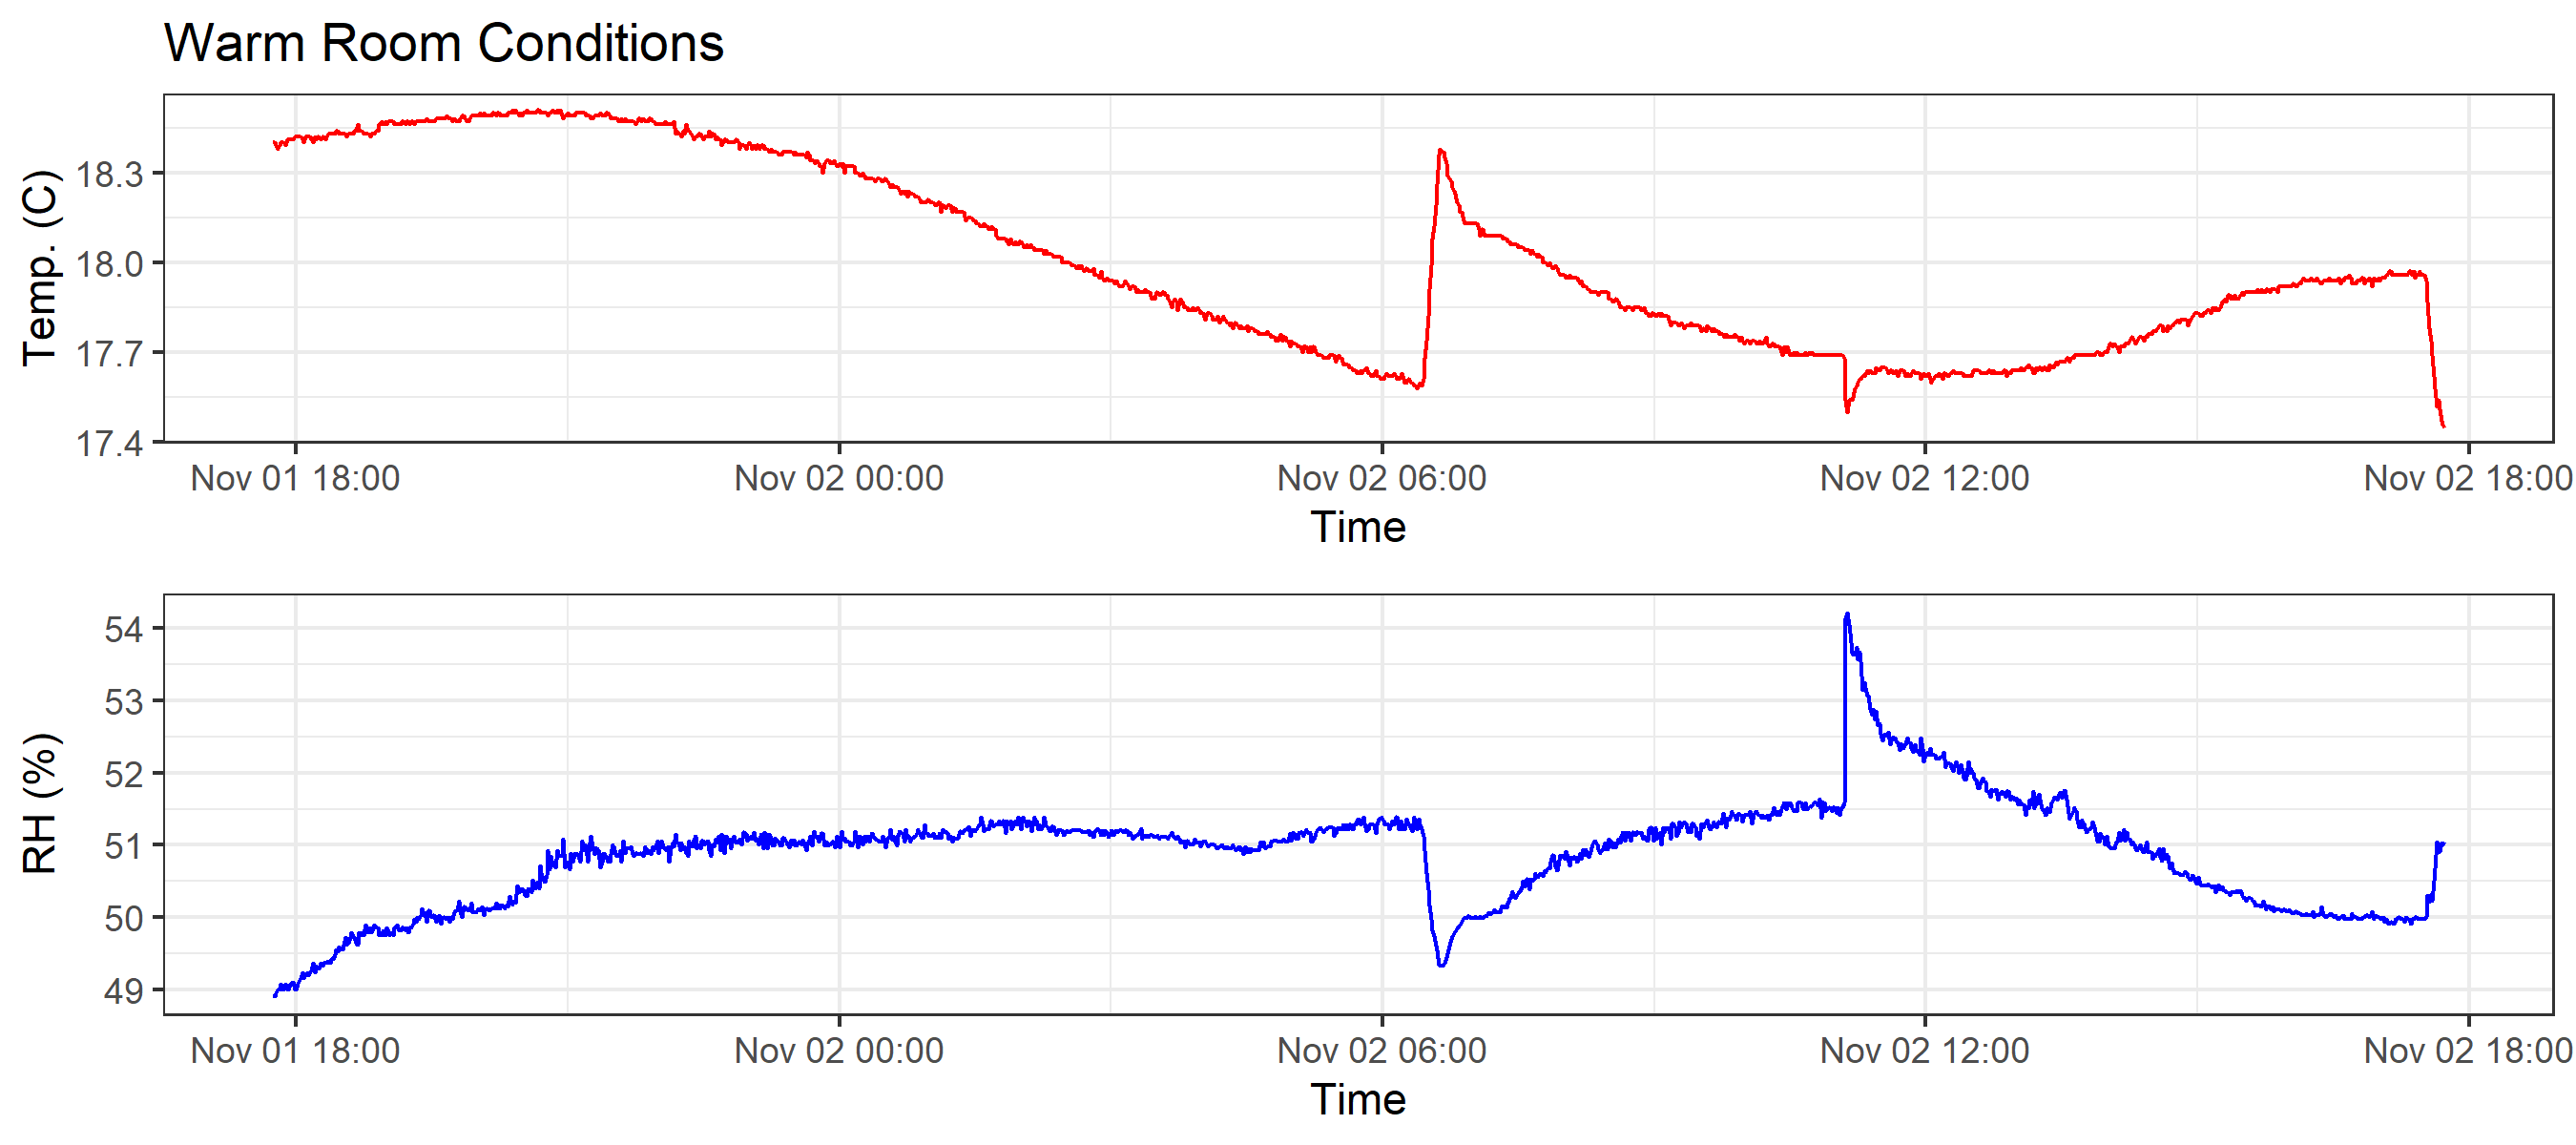 Warm Room Conditions
Temp. (C)
18.3
18.0
17.7
17.4
Nov 01 18:00 Nov 02 00:00 Nov 02 06:00 Nov 02 12:00 Nov 02 18:00
Time
RH (%)
54
53
52
51
50
49
Nov 01 18:00 Nov 02 00:00 Nov 02 06:00 Nov 02 12:00 Nov 02 18:00
Time